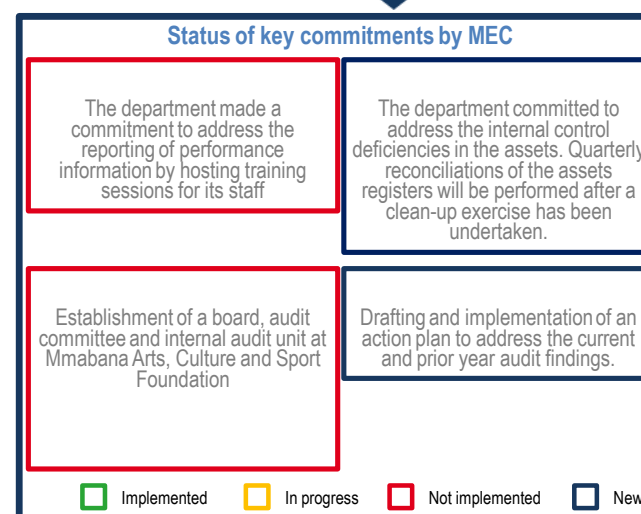 Status of key commitments by MEC
The department made a
commitment to address the
reporting of performance
information by hosting training
sessions for its staff
The department committed to
address the internal control
deficiencies in the assets. Quarterly
reconciliations of the assets
registers will be performed after a
clean-up exercise has been
undertaken.
Establishment of a board, audit
committee and internal audit unit at
Mmabana Arts, Culture and Sport
Foundation
Drafting and implementation of an
action plan to address the current
and prior year audit findings.
Implemented
In progress
Not implemented
New